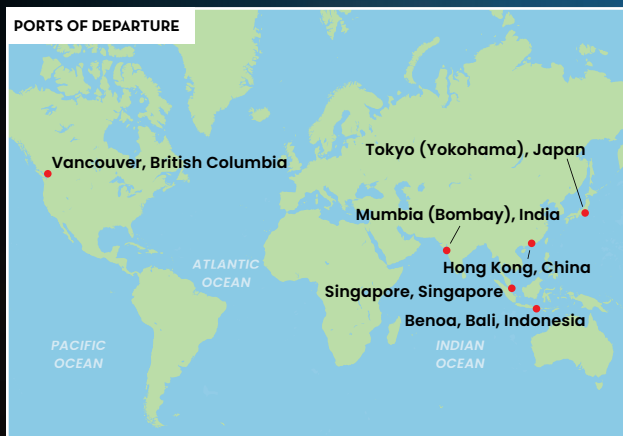 PORTS OF DEPARTURE
Vancouver, British Columbia
Tokyo (Yokohama), Japan
Mumbia (Bombay), India
ATLANTIC
OCEAN
Hong Kong, China
Singapore, Singapore
Benoa, Bali, Indonesia
PACIFIC
OCEAN
INDIAN
OCEAN